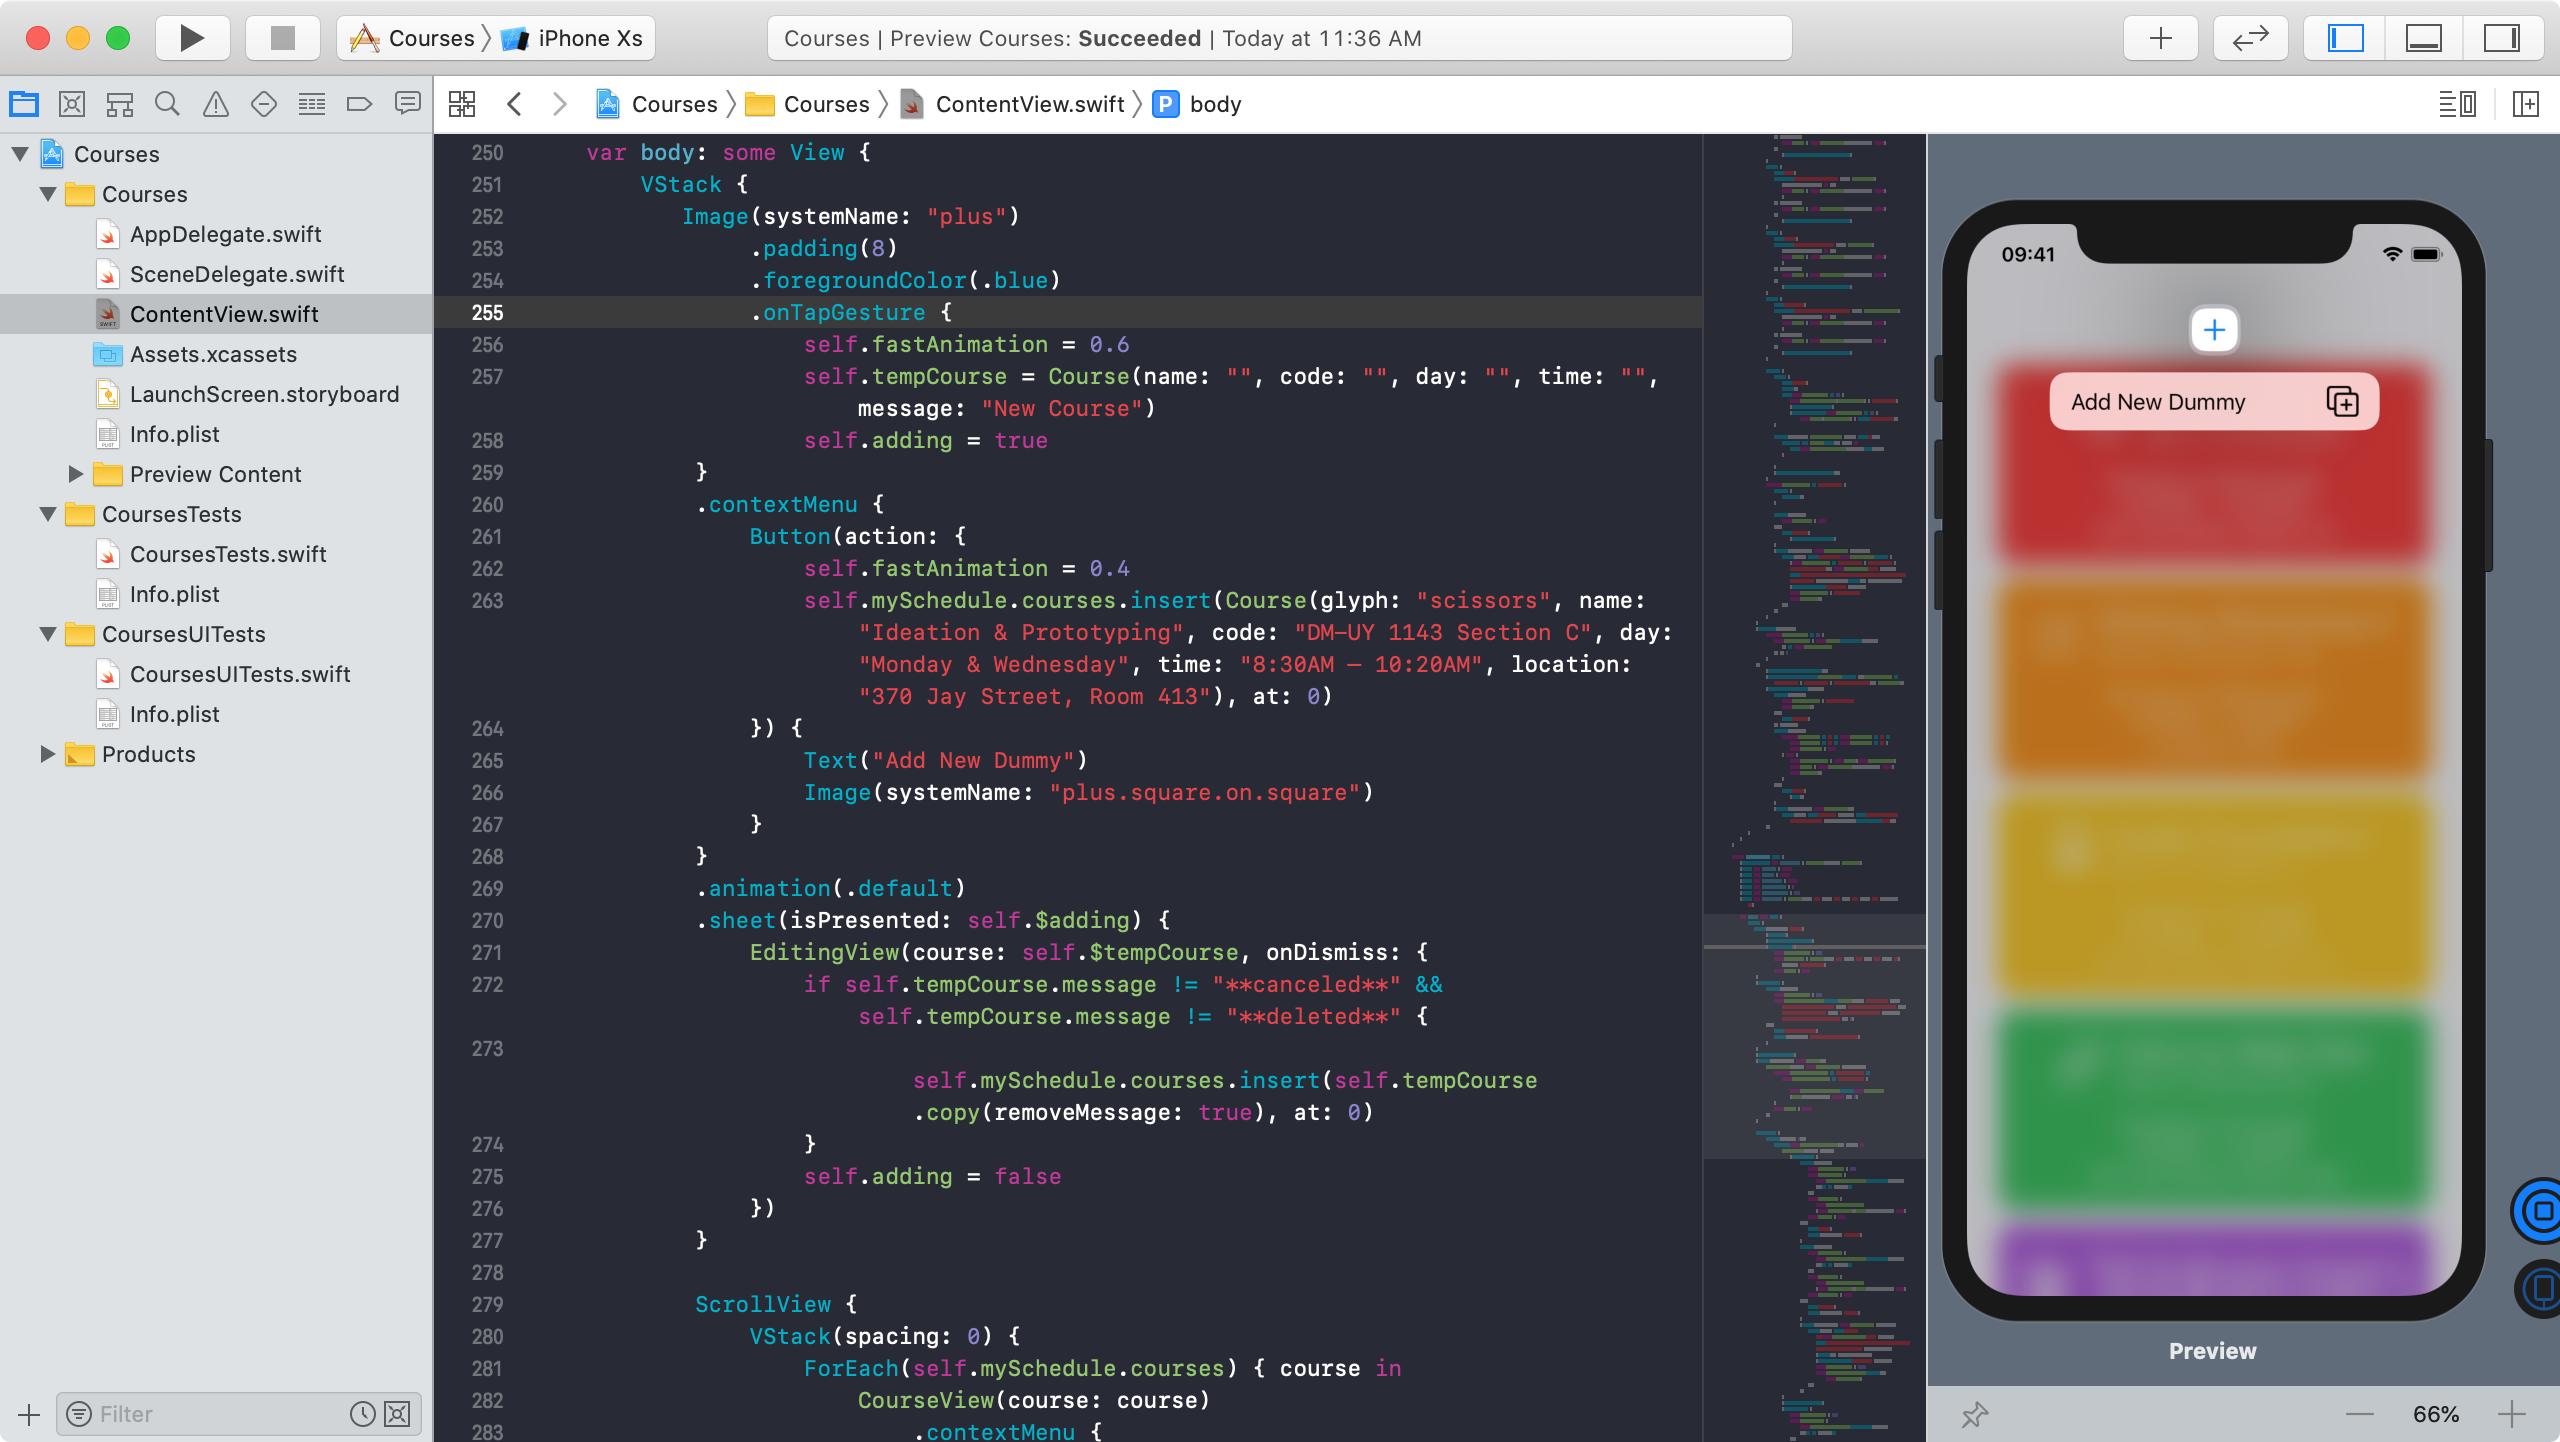 Courses iPhone Xs
Courses | Preview Courses: Succeeded | Today at 11:36 AM
Courses Courses ContentView.swift P body
Courses
Courses
AppDelegate.swift
SceneDelegate.swift
ContentView.swift
Assets.xcassets
LaunchScreen.storyboard
Info.plist
Preview Content
CoursesTests
CoursesTests.swift
Info.plist
CoursesUITests
CoursesUITests.swift
Info.plist
Products
Filter
250 var body: some View {
251 VStack {
252 Image(systemName: "plus")
253 .padding(8)
254 .foregroundColor(.blue)
255 .onTapGesture {
256 self.fastAnimation = 0.6
257 self.tempCourse = Course(name: "", code: "", day: "", time: "",
message: "New Course")
258 self.adding = true
259 }
260 .contextMenu {
261 Button(action: {
262 self.fastAnimation = 0.4
263 self.mySchedule.courses.insert(Course(glyph: "scissors", name:
"Ideation & Prototyping", code: "DM-UY 1143 Section C", day:
"Monday & Wednesday", time: "8:30AM – 10:20AM", location:
"370 Jay Street, Room 413"), at: 0)
264 }) {
265 Text("Add New Dummy")
266 Image(systemName: "plus.square.on.square")
267 }
268 }
269 .animation(.default)
270 .sheet(isPresented: self.$adding) {
271 EditingView(course: self.$tempCourse, onDismiss: {
272 if self.tempCourse.message != "**canceled**" &&
self.tempCourse.message != "**deleted**" {
273
self.mySchedule.courses.insert(self.tempCourse
.copy(removeMessage: true), at: 0)
274 }
275 self.adding = false
276 })
277 }
278
279 ScrollView {
280 VStack(spacing: 0) {
281 ForEach(self.mySchedule.courses) { course in
282 CourseView(course: course)
283 .contextMenu {
09:41
Add New Dummy
Preview
66%